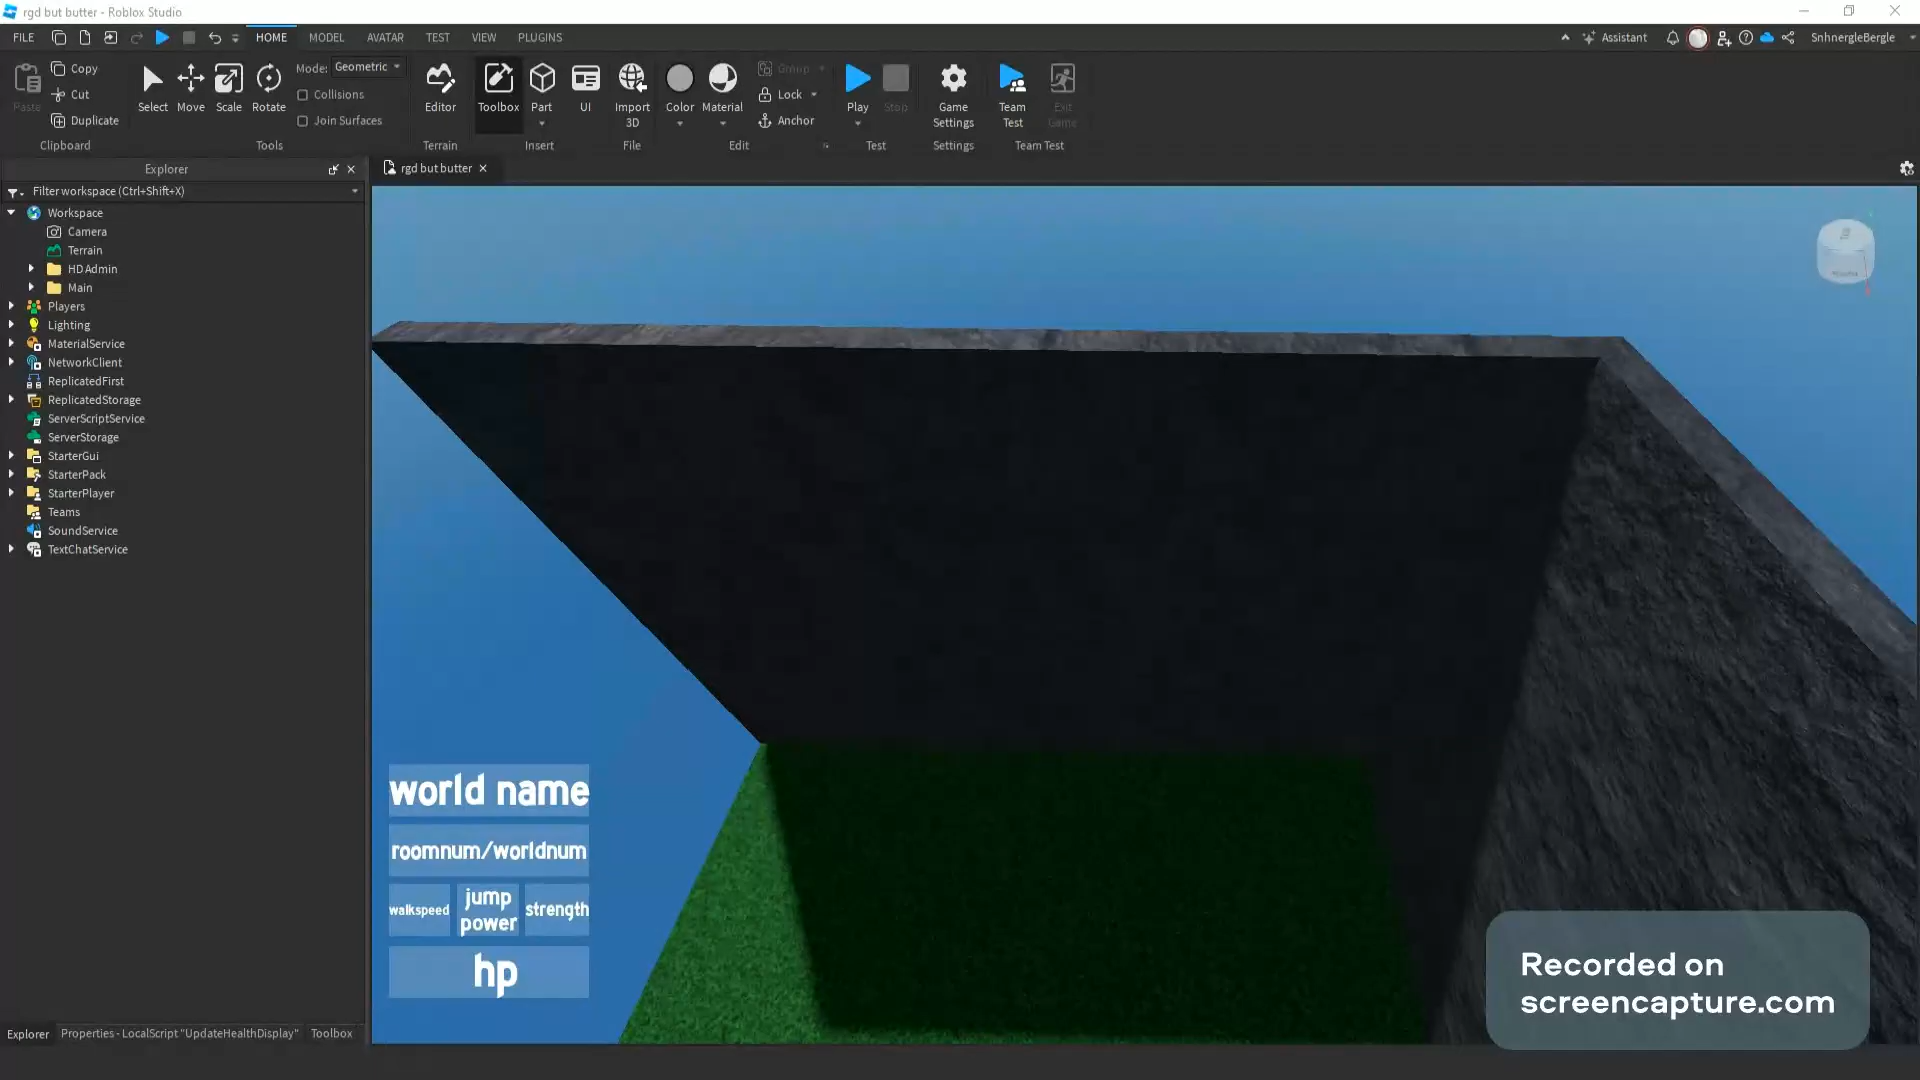 rgd but butter - Roblox Studio
FILE HOME MODEL AVATAR TEST VIEW PLUGINS Assistant SnhnergleBergle
Paste Copy Cut Duplicate
Clipboard
Select Move Scale Rotate
Mode: Geometric
Collisions
Join Surfaces
Tools
Editor
Terrain
Toolbox Part UI
Insert
Import
3D
File
Color Material
Group
Lock
Anchor
Edit
Play Stop
Test
Game
Settings
Settings
Team
Test
Exit
Game
Team Test
Explorer
rgd but butter
Filter workspace (Ctrl+Shift+X)
Workspace
Camera
Terrain
HD Admin
Main
Players
Lighting
MaterialService
NetworkClient
ReplicatedFirst
ReplicatedStorage
ServerScriptService
ServerStorage
StarterGui
StarterPack
StarterPlayer
Teams
SoundService
TextChatService
world name
roomnum/worldnum
walkspeed
jump
power
strength
hp
Recorded on
screencapture.com
Explorer Properties - LocalScript "UpdateHealthDisplay" Toolbox